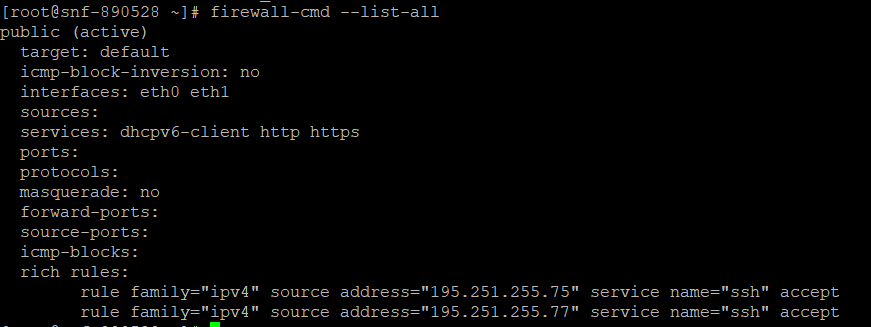 [root@snf-890528 ~]# firewall-cmd --list-all
public (active)
  target: default
  icmp-block-inversion: no
  interfaces: eth0 eth1
  sources:
  services: dhcpv6-client http https
  ports:
  protocols:
  masquerade: no
  forward-ports:
  source-ports:
  icmp-blocks:
  rich rules:
        rule family="ipv4" source address="195.251.255.75" service name="ssh" accept
        rule family="ipv4" source address="195.251.255.77" service name="ssh" accept